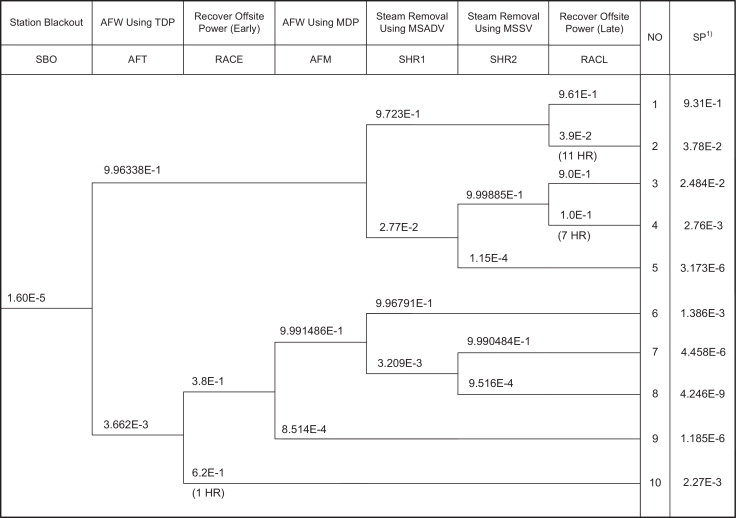 Station Blackout
AFW Using TDP
Recover Offsite
Power (Early)
AFW Using MDP
Steam Removal
Using MSADV
Steam Removal
Using MSSV
Recover Offsite
Power (Late)
NO
SP1)
SBO
AFT
RACE
AFM
SHR1
SHR2
RACL
9.61E-1
1
9.31E-1
9.723E-1
3.9E-2
2
3.78E-2
(11 HR)
9.96338E-1
9.0E-1
3
2.484E-2
9.99885E-1
1.0E-1
4
2.76E-3
2.77E-2
(7 HR)
1.15E-4
5
3.173E-6
1.60E-5
9.96791E-1
6
1.386E-3
9.991486E-1
9.990484E-1
7
4.458E-6
3.209E-3
3.8E-1
9.516E-4
8
4.246E-9
3.662E-3
8.514E-4
9
1.185E-6
6.2E-1
10
2.27E-3
(1 HR)